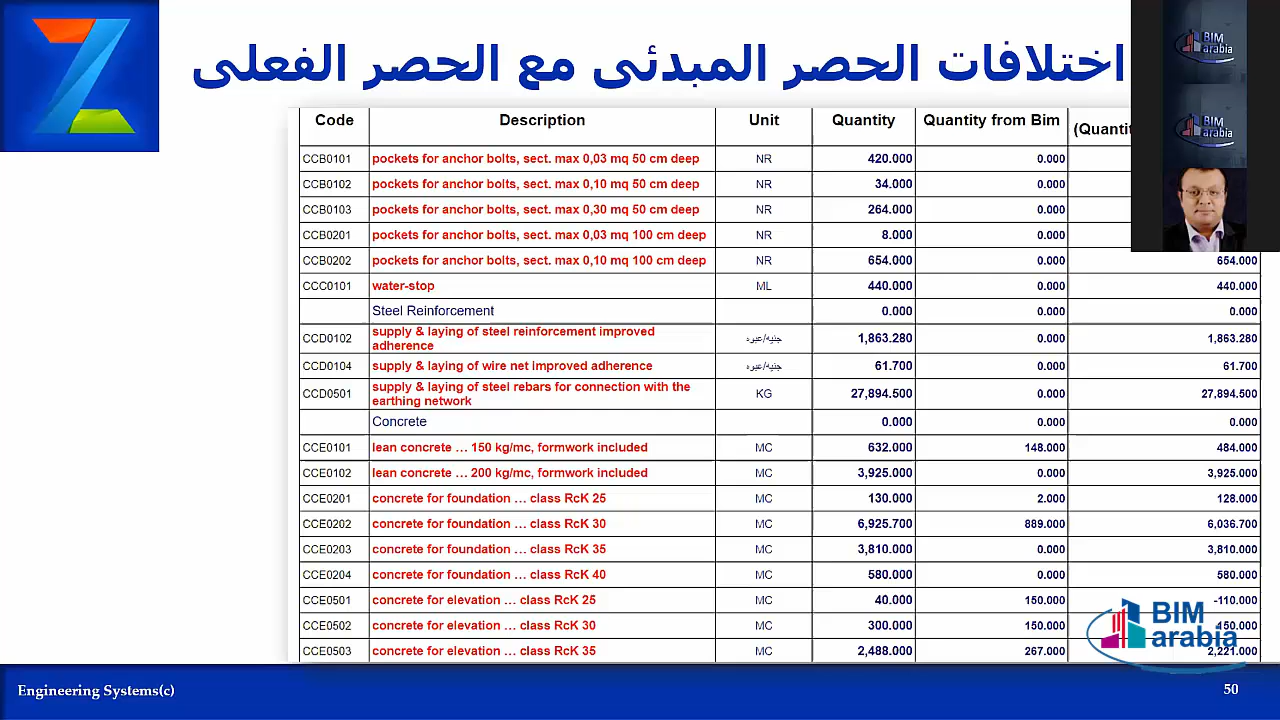 اختلافات الحصر المبدئى مع الحصر الفعلى
BIM
arabia
BIM
arabia
Code Description Unit Quantity Quantity from Bim
CCB0101 pockets for anchor bolts, sect. max 0,03 mq 50 cm deep NR 420.000 0.000
CCB0102 pockets for anchor bolts, sect. max 0,10 mq 50 cm deep NR 34.000 0.000
CCB0103 pockets for anchor bolts, sect. max 0,30 mq 50 cm deep NR 264.000 0.000
CCB0201 pockets for anchor bolts, sect. max 0,03 mq 100 cm deep NR 8.000 0.000
CCB0202 pockets for anchor bolts, sect. max 0,10 mq 100 cm deep NR 654.000 0.000 654.000
CCC0101 water-stop ML 440.000 0.000 440.000
Steel Reinforcement 0.000 0.000 0.000
CCD0102 supply & laying of steel reinforcement improved adherence جنيه/عبوه 1,863.280 0.000 1,863.280
CCD0104 supply & laying of wire net improved adherence جنيه/عبوه 61.700 0.000 61.700
CCD0501 supply & laying of steel rebars for connection with the earthing network KG 27,894.500 0.000 27,894.500
Concrete 0.000 0.000 0.000
CCE0101 lean concrete … 150 kg/mc, formwork included MC 632.000 148.000 484.000
CCE0102 lean concrete … 200 kg/mc, formwork included MC 3,925.000 0.000 3,925.000
CCE0201 concrete for foundation … class RcK 25 MC 130.000 2.000 128.000
CCE0202 concrete for foundation … class RcK 30 MC 6,925.700 889.000 6,036.700
CCE0203 concrete for foundation … class RcK 35 MC 3,810.000 0.000 3,810.000
CCE0204 concrete for foundation … class RcK 40 MC 580.000 0.000 580.000
CCE0501 concrete for elevation … class RcK 25 MC 40.000 150.000 -110.000
CCE0502 concrete for elevation … class RcK 30 MC 300.000 150.000 150.000
CCE0503 concrete for elevation … class RcK 35 MC 2,488.000 267.000 2,221.000
BIM
arabia
Engineering Systems(c) 50